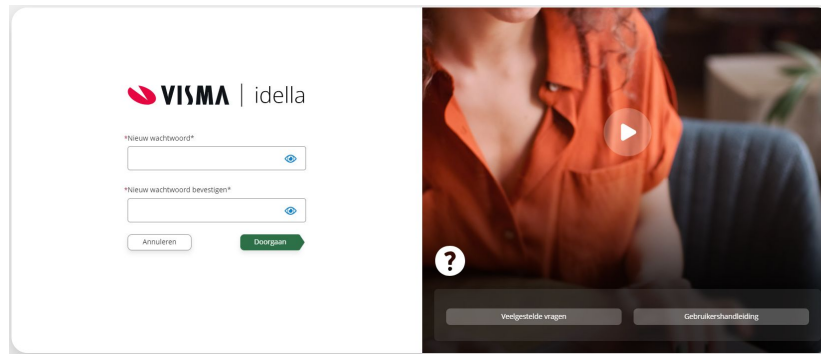 VISMA | idella
*Nieuw wachtwoord*
*Nieuw wachtwoord bevestigen*
Annuleren
Doorgaan
?
Veelgestelde vragen
Gebruikershandleiding